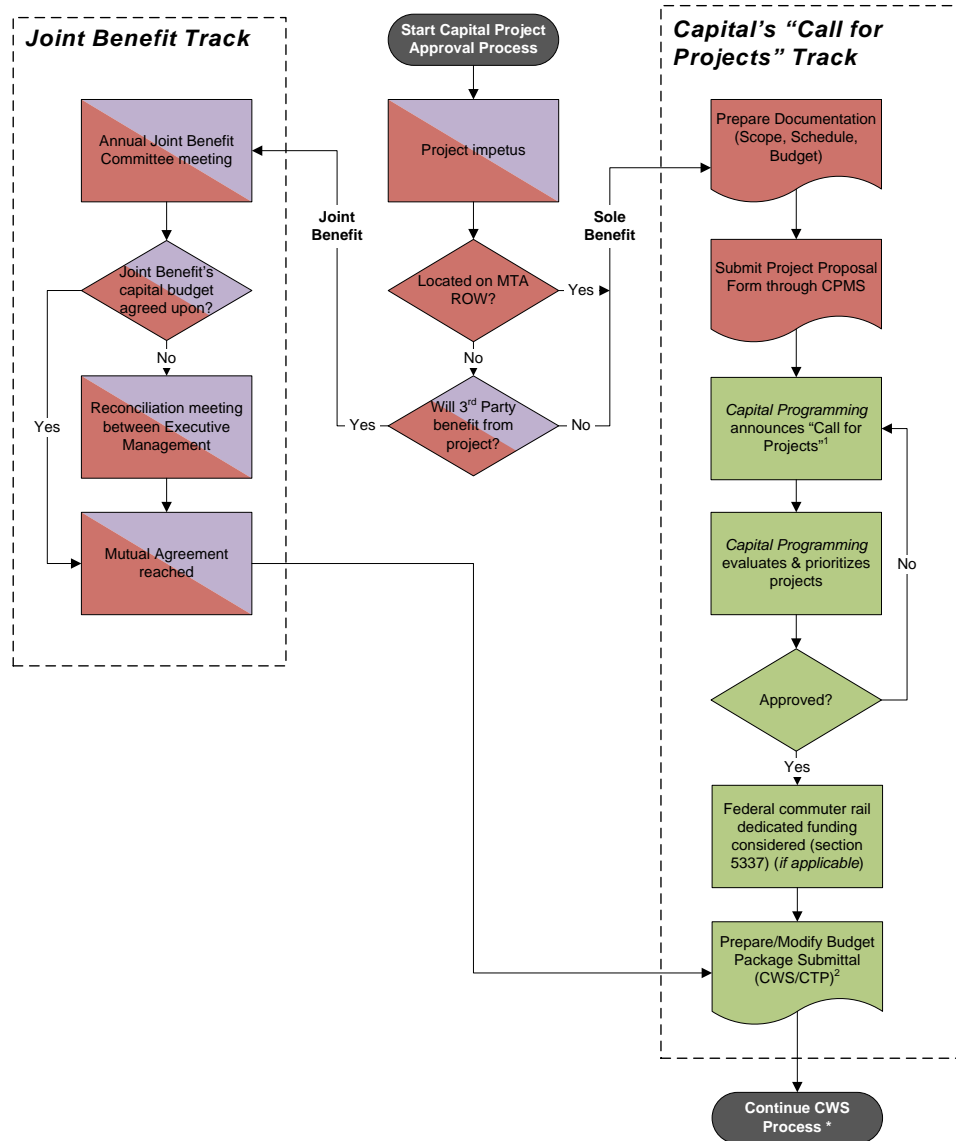 Joint Benefit Track
Start Capital Project
Approval Process
Capital’s “Call for
Projects” Track
Annual Joint Benefit
Committee meeting
Project impetus
Prepare Documentation
(Scope, Schedule,
Budget)
Joint
Benefit
Sole
Benefit
Joint Benefit’s
capital budget
agreed upon?
Located on MTA
ROW?
Yes
Submit Project Proposal
Form through CPMS
No
No
Yes
Reconciliation meeting
between Executive
Management
Yes
Will 3rd Party
benefit from
project?
No
Capital Programming
announces “Call for
Projects”1
Mutual Agreement
reached
Capital Programming
evaluates & prioritizes
projects
No
Approved?
Yes
Federal commuter rail
dedicated funding
considered (section
5337) (if applicable)
Prepare/Modify Budget
Package Submittal
(CWS/CTP)2
Continue CWS
Process *